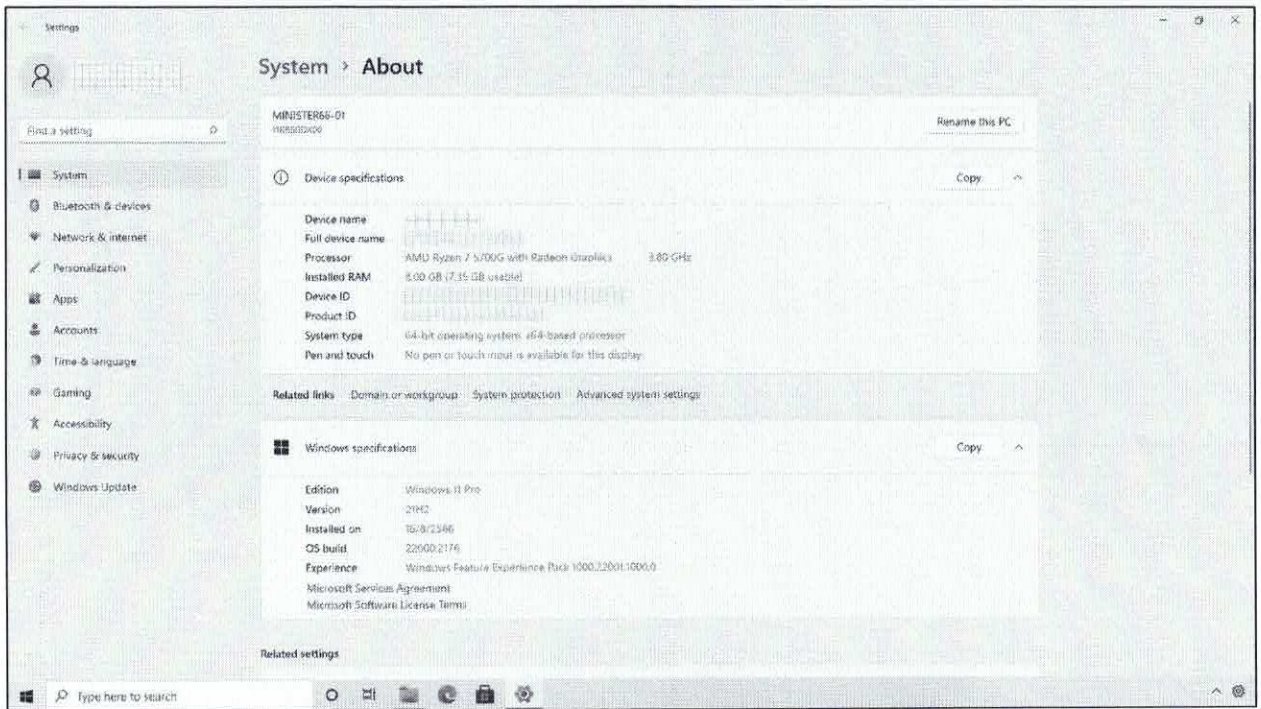 Settings
System > About
MINISTER66-01
Rename this PC
Find a setting
System
Bluetooth & devices
Network & internet
Personalization
Apps
Accounts
Time & language
Gaming
Accessibility
Privacy & security
Windows Update
Device specifications
Copy
Device name
Full device name
Processor AMD Ryzen 7 5700G with Radeon Graphics 3.80 GHz
Installed RAM 8.00 GB (7.35 GB usable)
Device ID
Product ID
System type 64-bit operating system, x64-based processor
Pen and touch No pen or touch input is available for this display
Related links Domain or workgroup System protection Advanced system settings
Windows specifications
Copy
Edition Windows 11 Pro
Version 21H2
Installed on 16/8/2566
OS build 22000.2176
Experience Windows Feature Experience Pack 1000.22001.1000.0
Microsoft Services Agreement
Microsoft Software License Terms
Related settings
Type here to search